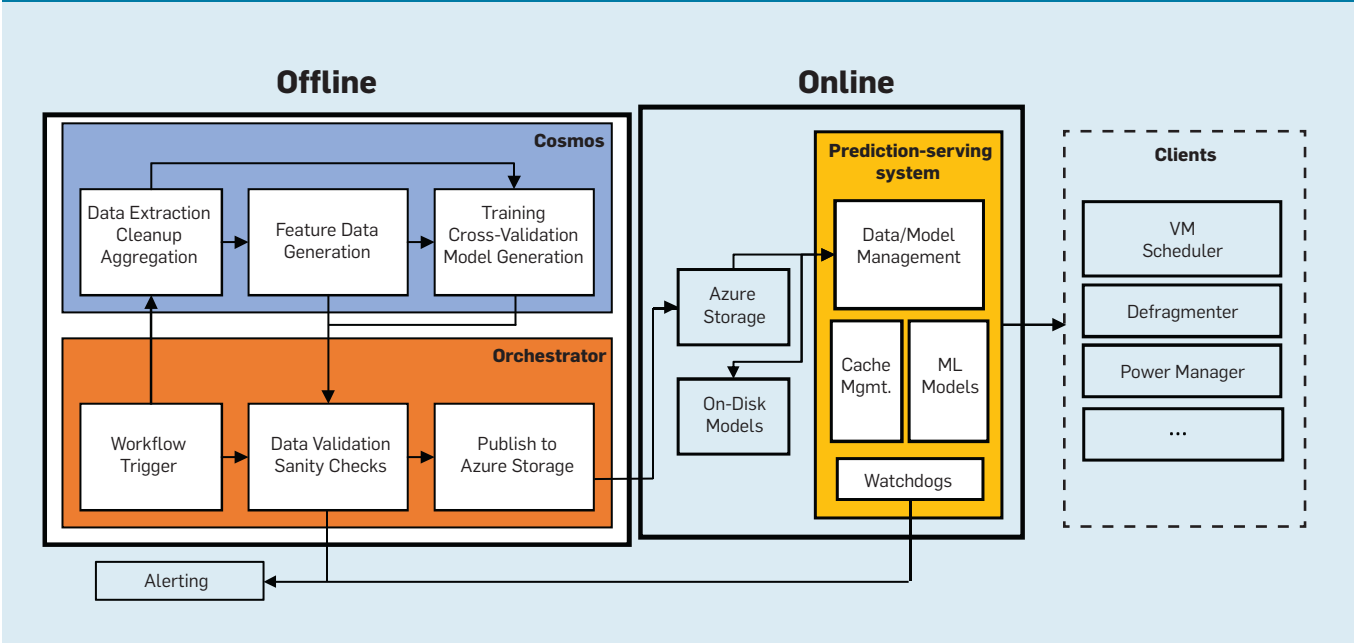 Offline
Online
Cosmos
Data Extraction
Cleanup
Aggregation
Feature Data
Generation
Training
Cross-Validation
Model Generation
Orchestrator
Workflow
Trigger
Data Validation
Sanity Checks
Publish to
Azure Storage
Alerting
Azure
Storage
On-Disk
Models
Prediction-serving
system
Data/Model
Management
Cache
Mgmt.
ML
Models
Watchdogs
Clients
VM
Scheduler
Defragmenter
Power Manager
...